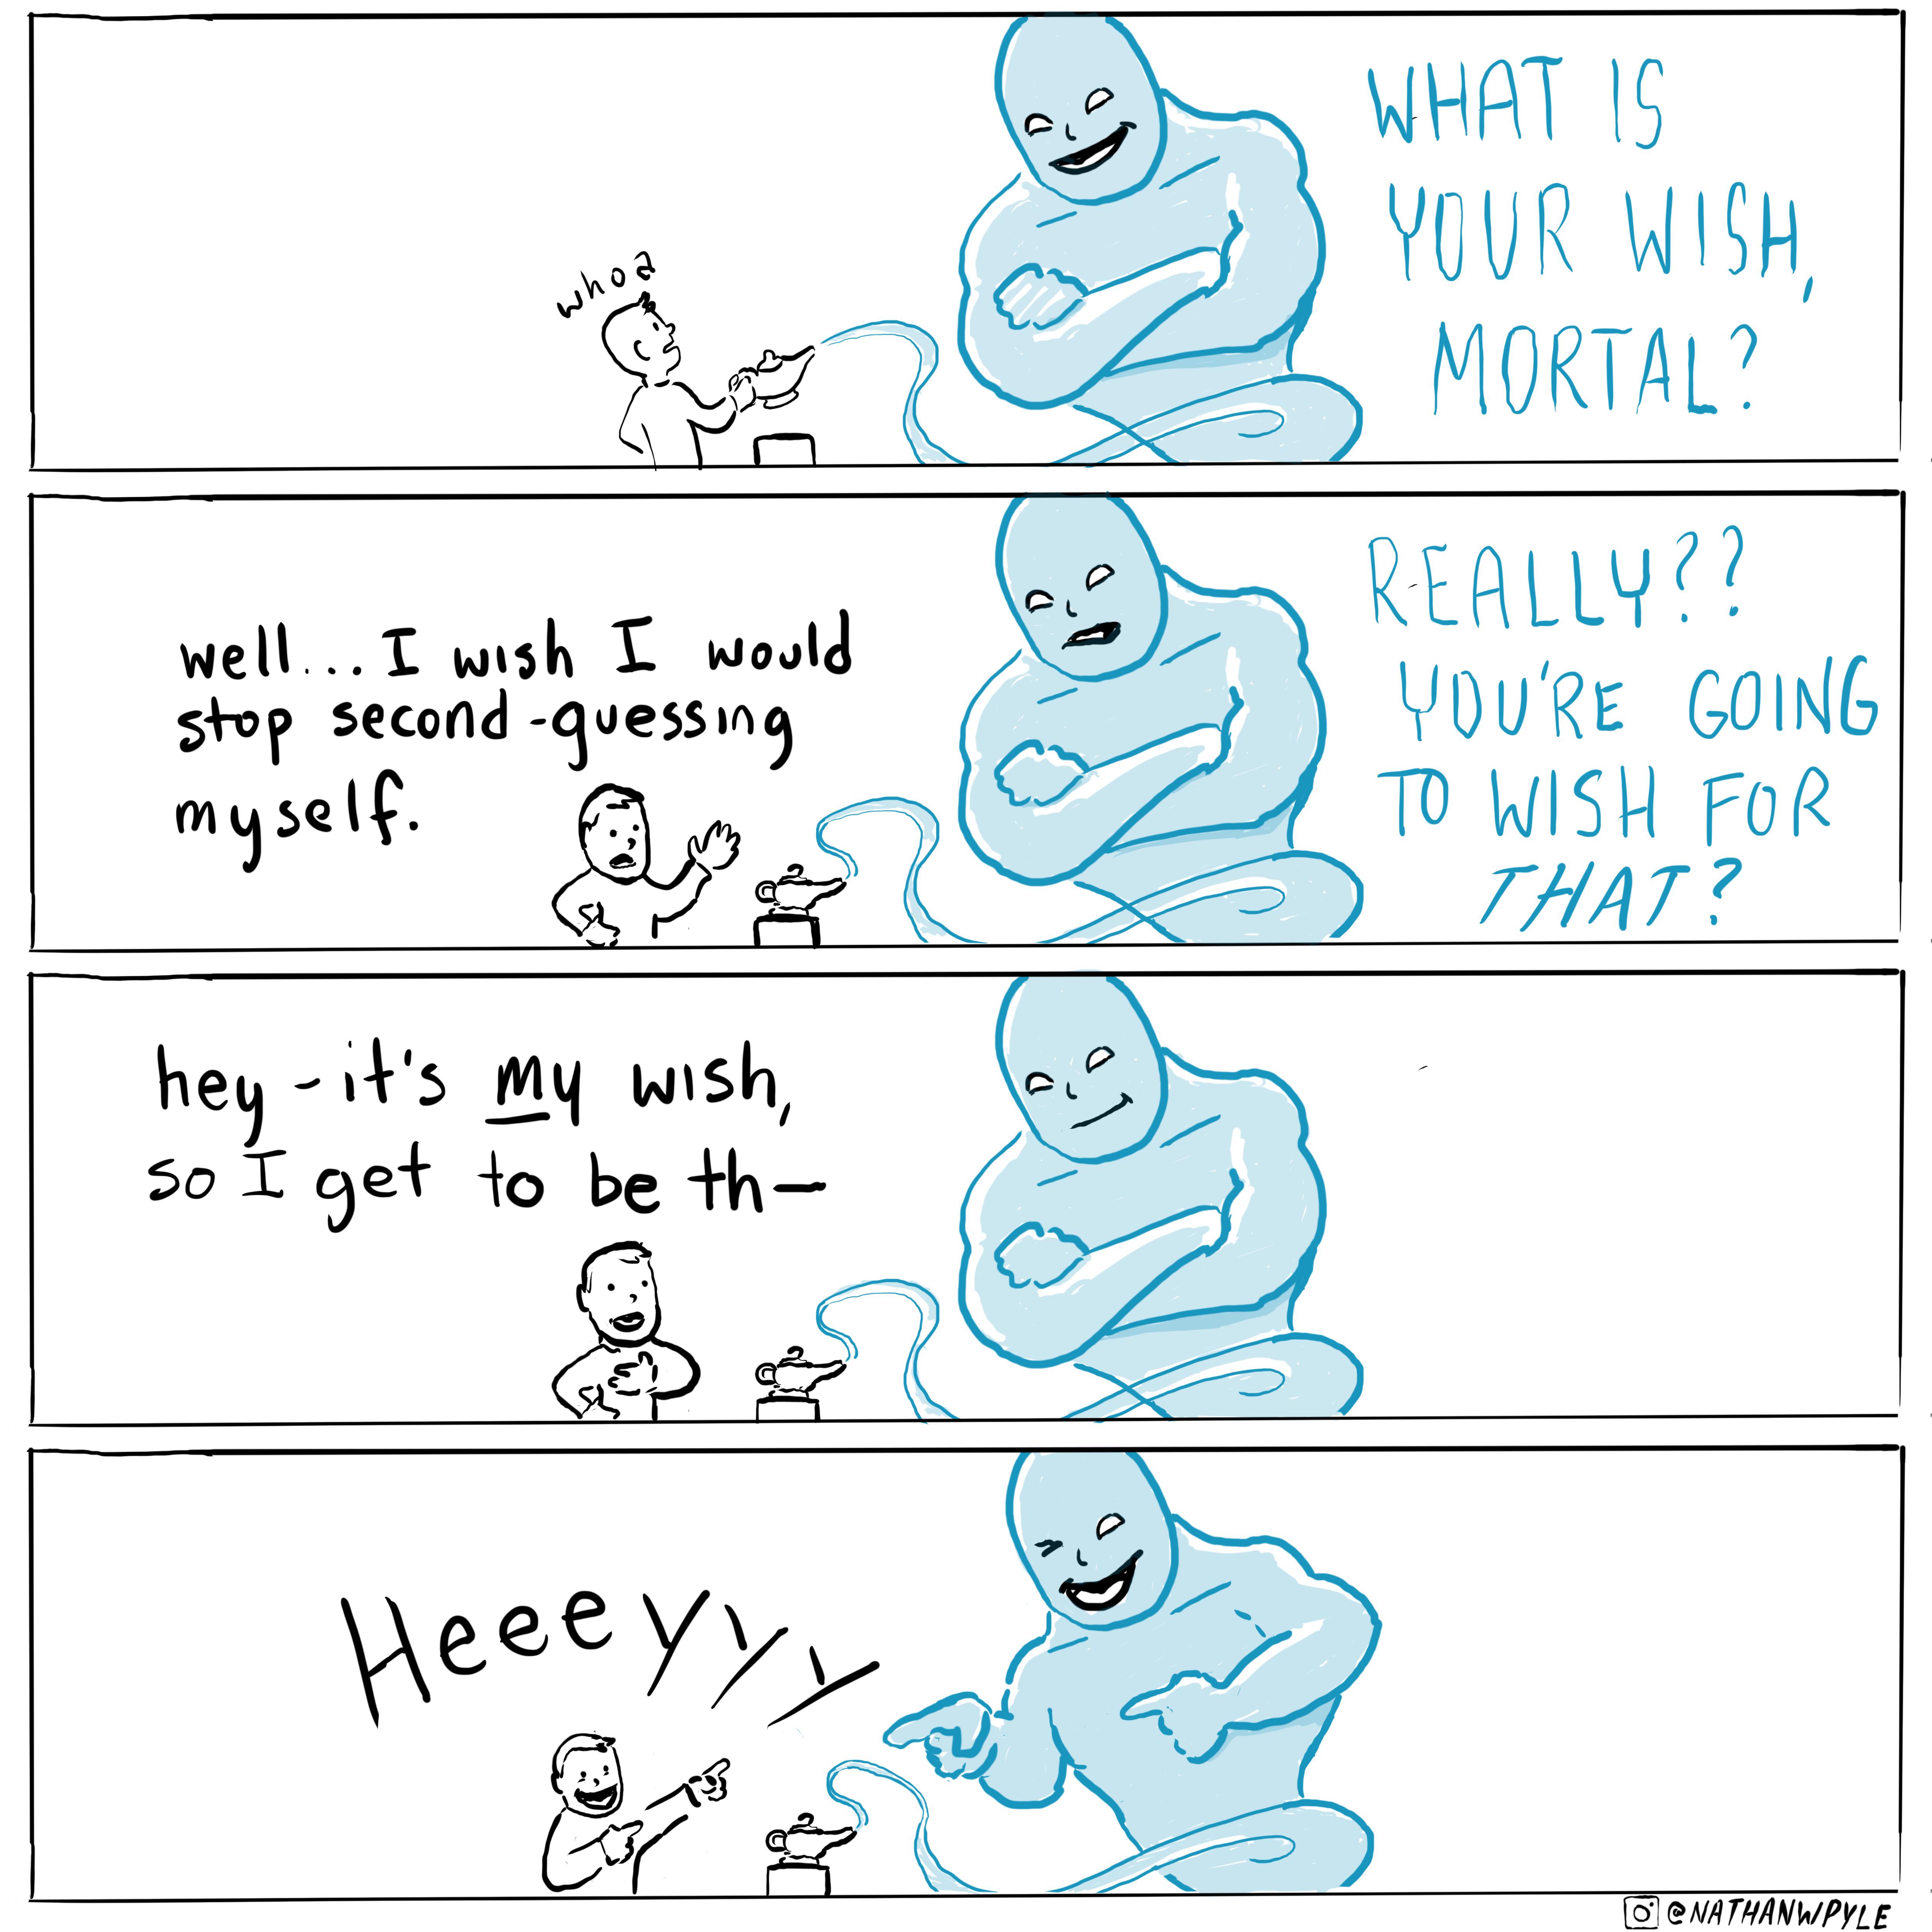 whoa
WHAT IS
YOUR WISH,
MORTAL?
well... I wish I would
stop second-guessing
myself.
REALLY??
YOU'RE GOING
TO WISH FOR
THAT?
hey - it's my wish,
so I get to be th—
Heeeyyy
@NATHANWPYLE